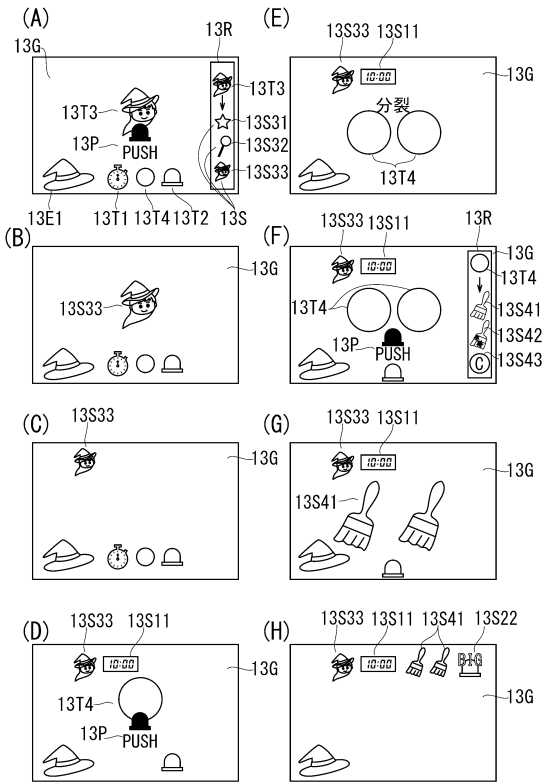 (A)
13G
13R
13T3
13T3
13S31
13P
13S32
PUSH
13S33
13E1
13T1
13T4
13T2
13S
(B)
13G
13S33
(C)
13S33
13G
(D)
13S33
13S11
10:00
13G
13T4
13P
PUSH
(E)
13S33
13S11
10:00
13G
分裂
13T4
(F)
13S33
13S11
13R
10:00
13G
13T4
13T4
13S41
13P
PUSH
13S42
13S43
C
(G)
13S33
13S11
10:00
13G
13S41
(H)
13S33
13S11
13S41
13S22
10:00
BIG
13G